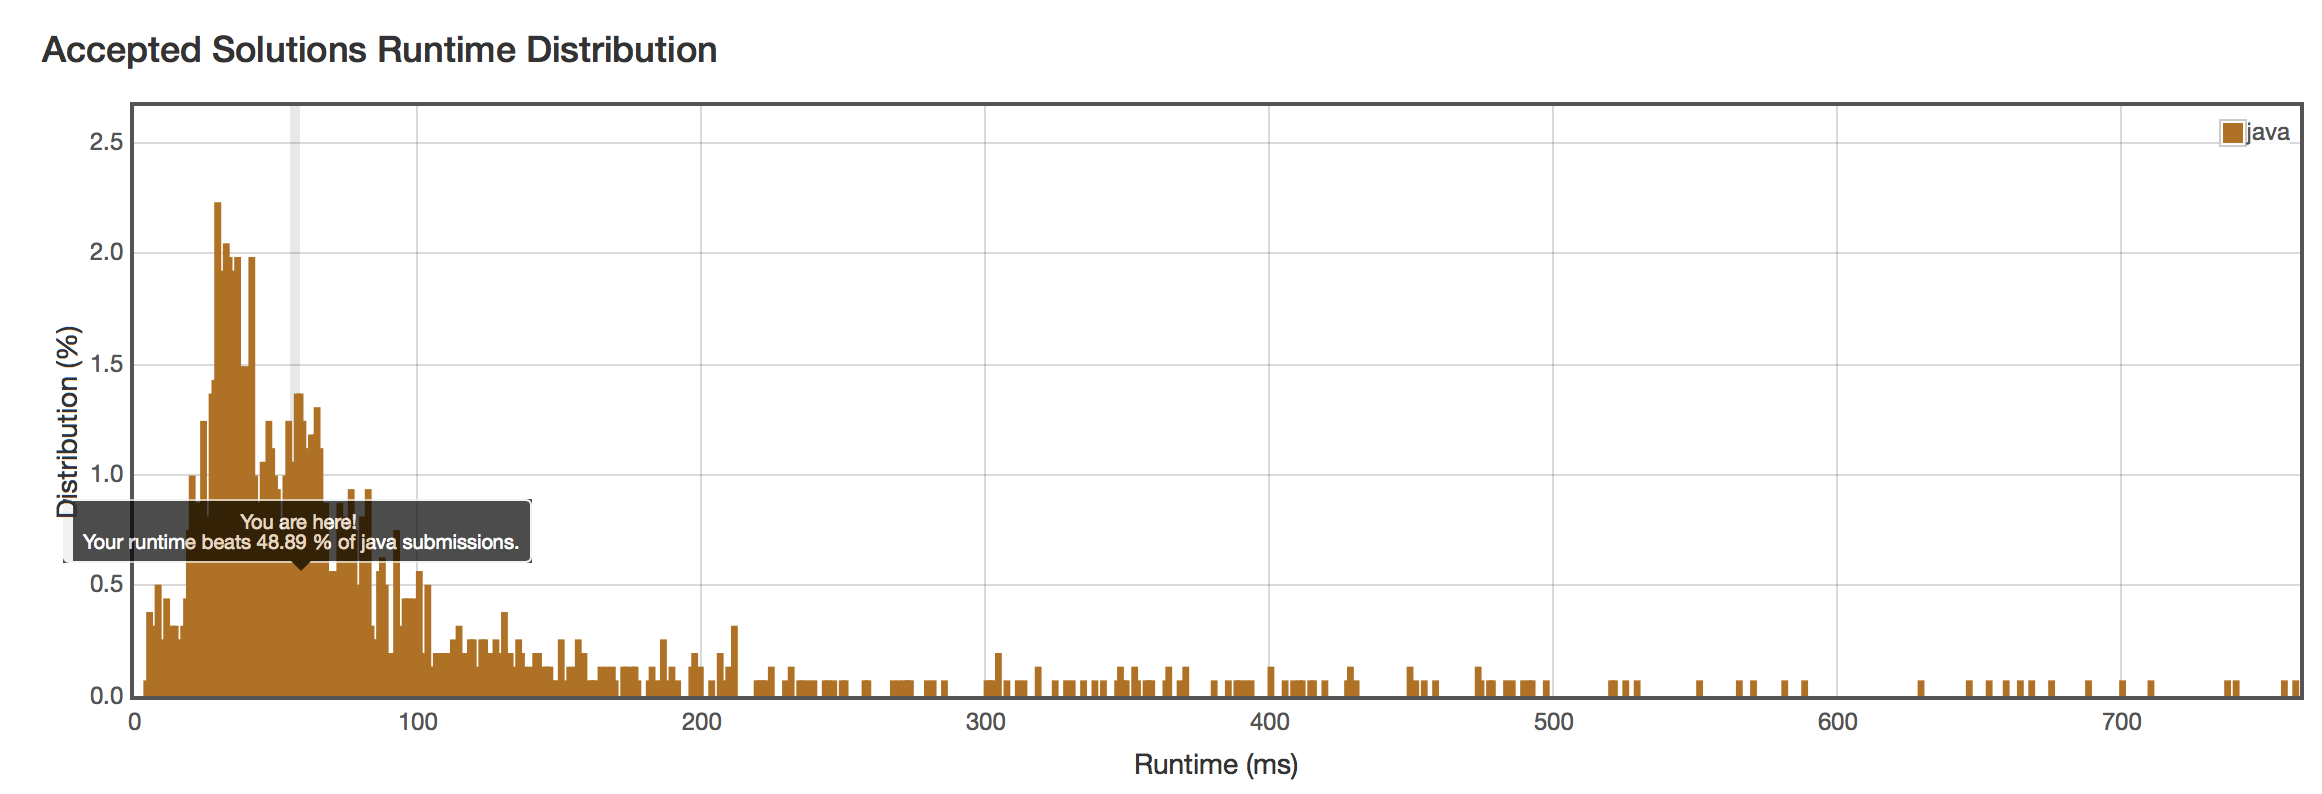 Accepted Solutions Runtime Distribution
java
2.5
2.0
1.5
1.0
0.5
0.0
Distribution (%)
You are here!
Your runtime beats 48.89 % of java submissions.
0 100 200 300 400 500 600 700
Runtime (ms)